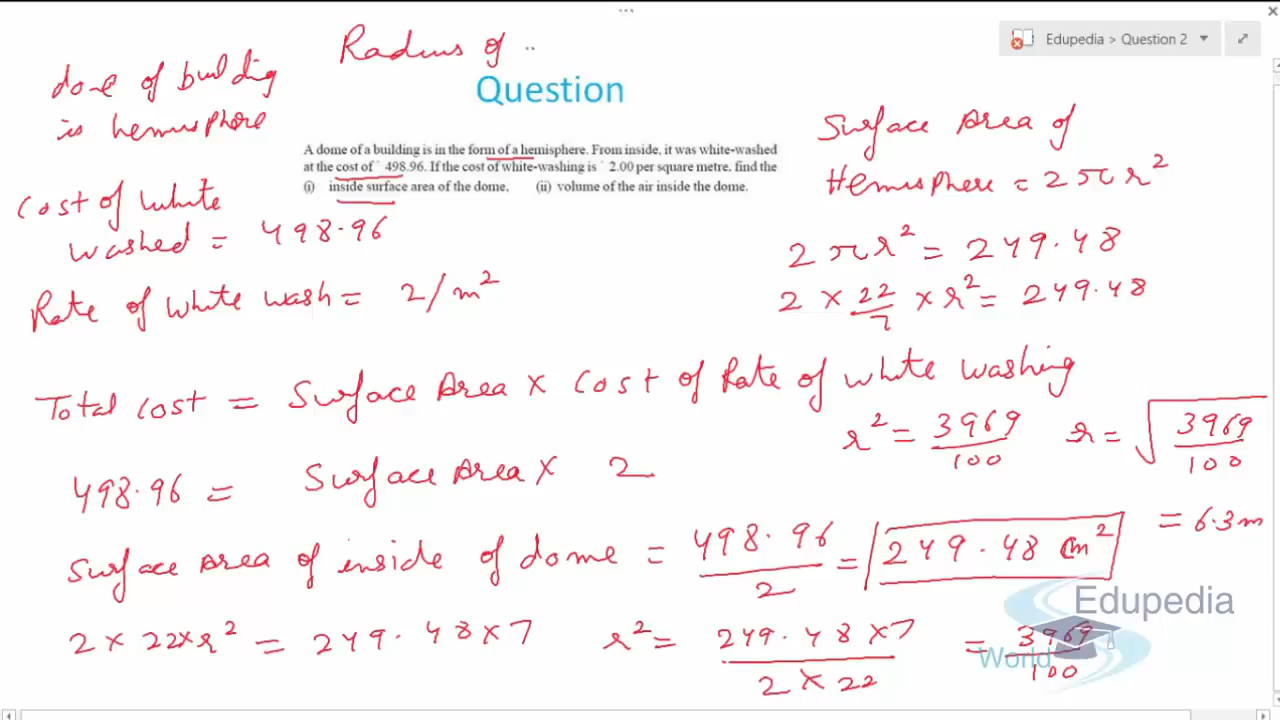 Radius of
Edupedia > Question 2
dome of building
is hemisphere
Question
A dome of a building is in the form of a hemisphere. From inside, it was white-washed
at the cost of ` 498.96. If the cost of white-washing is ` 2.00 per square metre, find the
(i) inside surface area of the dome, (ii) volume of the air inside the dome.
Surface Area of
Hemisphere = 2πr²
Cost of White
washed = 498.96
2πr² = 249.48
Rate of white wash = 2/m²
2 × 22/7 × r² = 249.48
Total cost = Surface Area × Cost of Rate of white washing
r² = 3969/100 r = √3969/100
498.96 = Surface Area × 2
= 6.3m
Surface Area of inside of dome = 498.96/2 = 249.48 m²
Edupedia
World
2 × 22 × r² = 249.48 × 7 r² = 249.48 × 7/2 × 22 = 3969/100